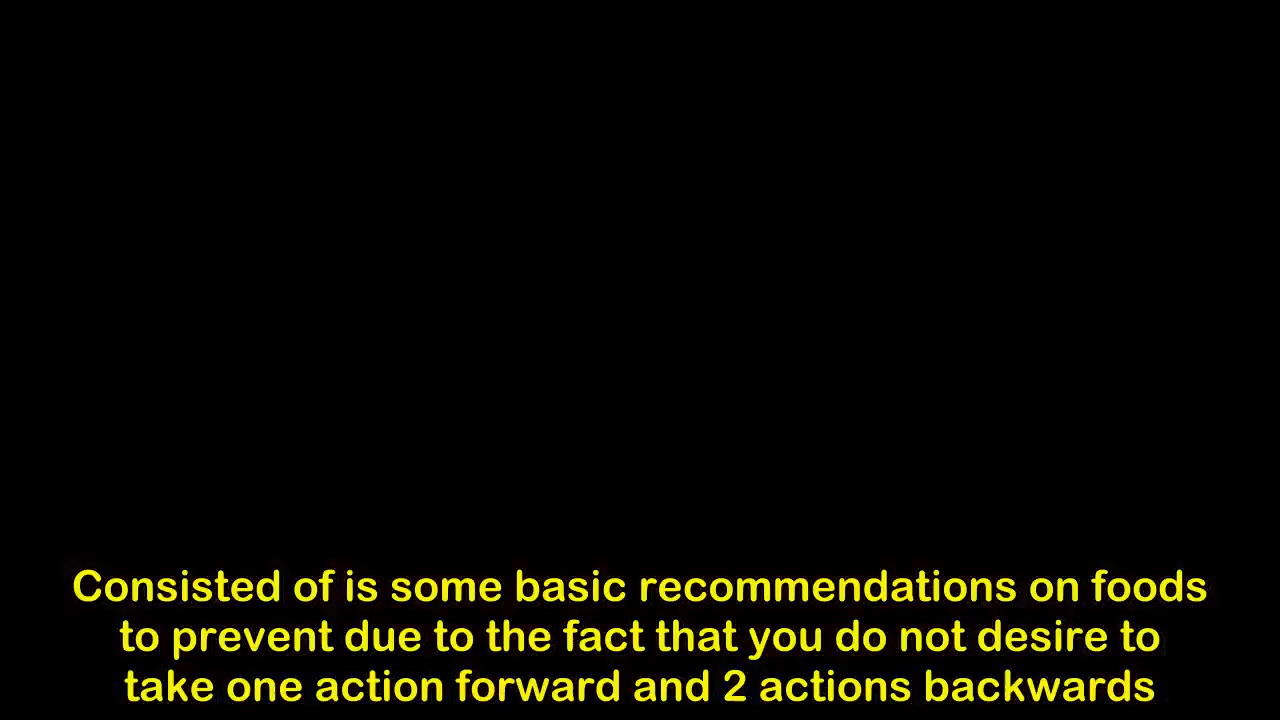 Consisted of is some basic recommendations on foods
to prevent due to the fact that you do not desire to
take one action forward and 2 actions backwards